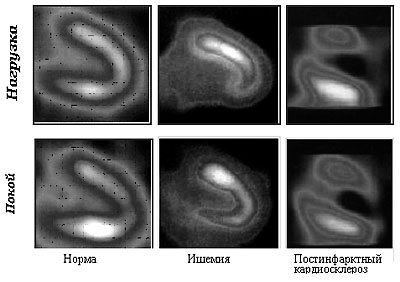 Нагрузка
Покой
Норма
Ишемия
Постинфарктный
кардиосклероз